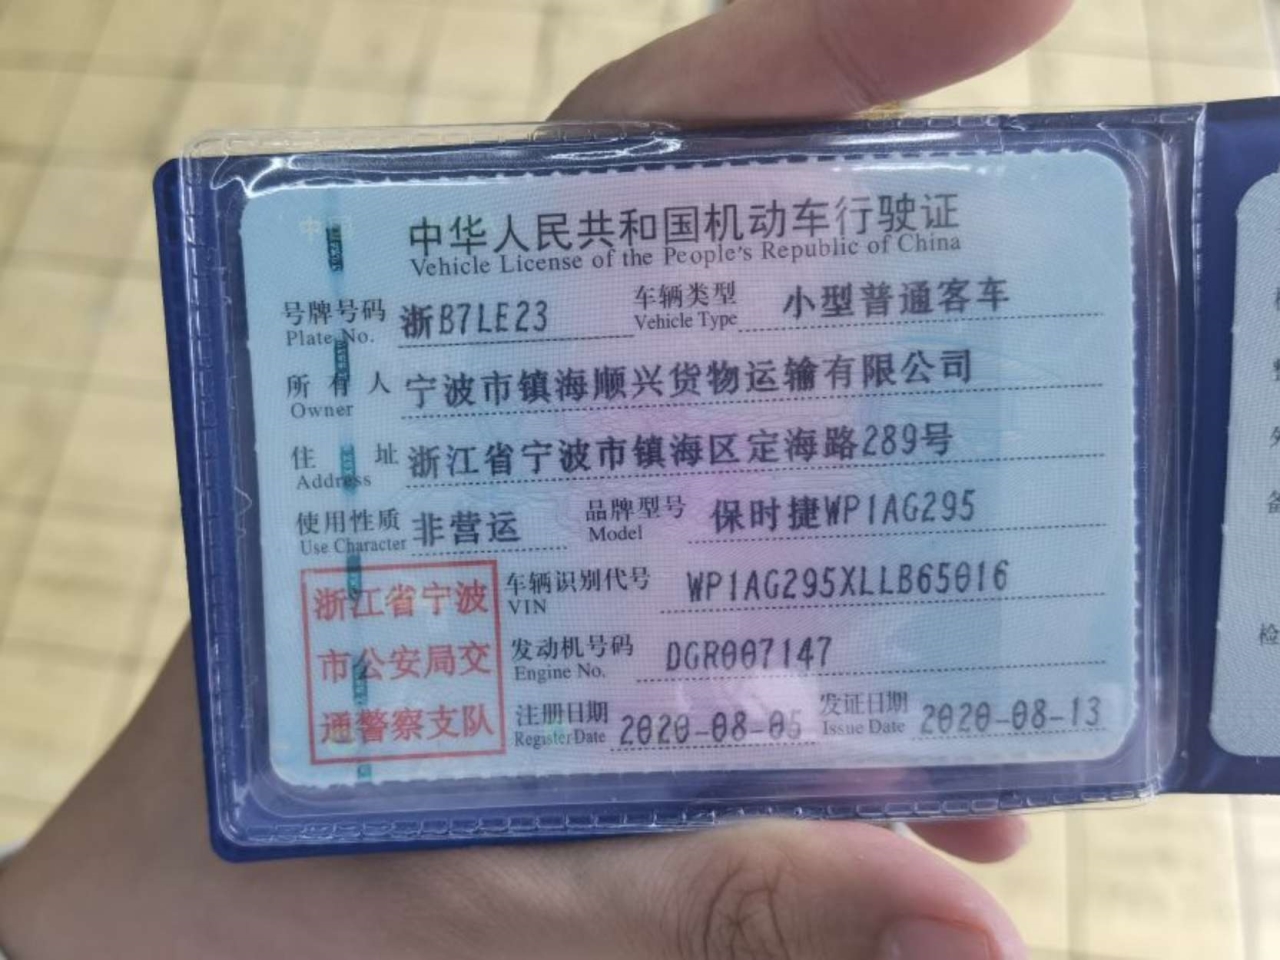 中华人民共和国机动车行驶证
Vehicle License of the People's Republic of China
号牌号码 浙B7LE23 车辆类型 小型普通客车
Plate No. Vehicle Type
所有人 宁波市镇海顺兴货物运输有限公司
Owner
住址 浙江省宁波市镇海区定海路289号
Address
使用性质 非营运 品牌型号 保时捷WP1AG295
Use Character Model
浙江省宁波
市公安局交
通警察支队
车辆识别代号 WP1AG295XLLB65016
VIN
发动机号码 DGR007147
Engine No.
注册日期 2020-08-05 发证日期 2020-08-13
Register Date Issue Date
检